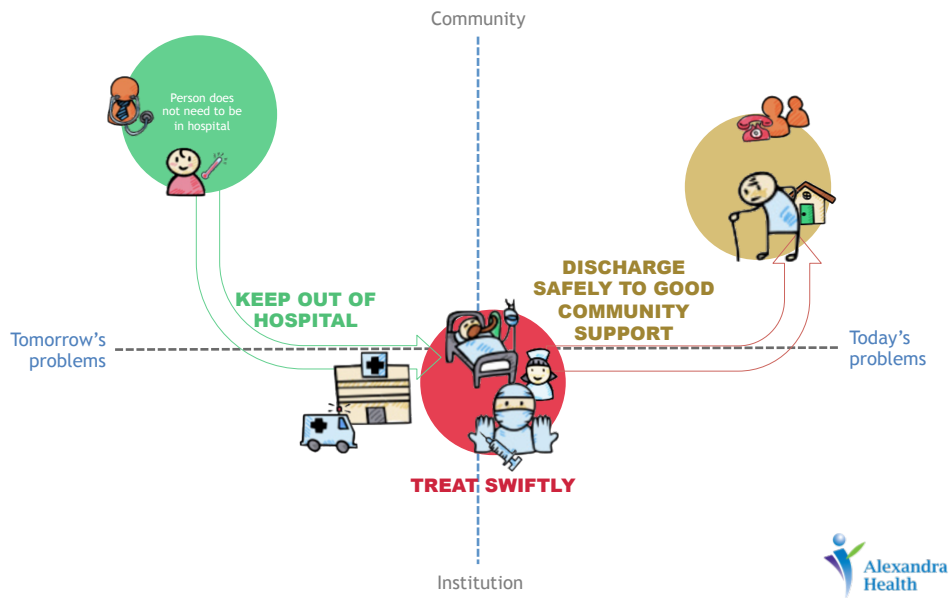 Community
Person does
not need to be
in hospital
DISCHARGE
SAFELY TO GOOD
COMMUNITY
SUPPORT
KEEP OUT OF
HOSPITAL
Tomorrow's
problems
Today's
problems
TREAT SWIFTLY
Institution
Alexandra
Health